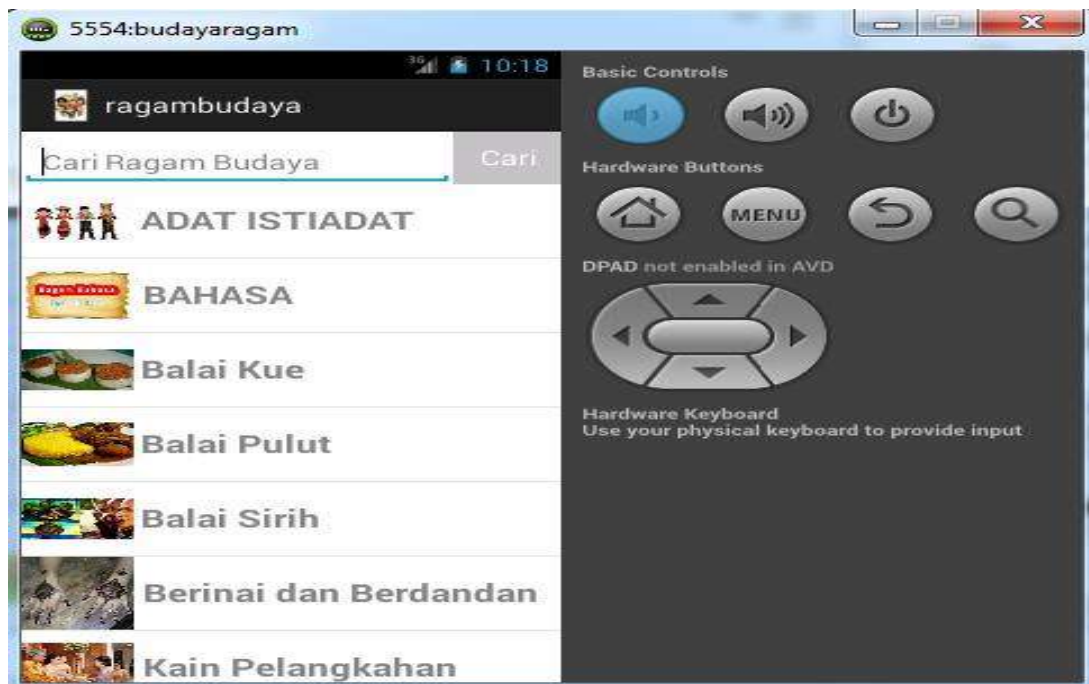 5554:budayaragam
3G 10:18
ragambudaya
Cari Ragam Budaya
Cari
ADAT ISTIADAT
BAHASA
Balai Kue
Balai Pulut
Balai Sirih
Berinai dan Berdandan
Kain Pelangkahan
Basic Controls
Hardware Buttons
MENU
DPAD not enabled in AVD
Hardware Keyboard
Use your physical keyboard to provide input